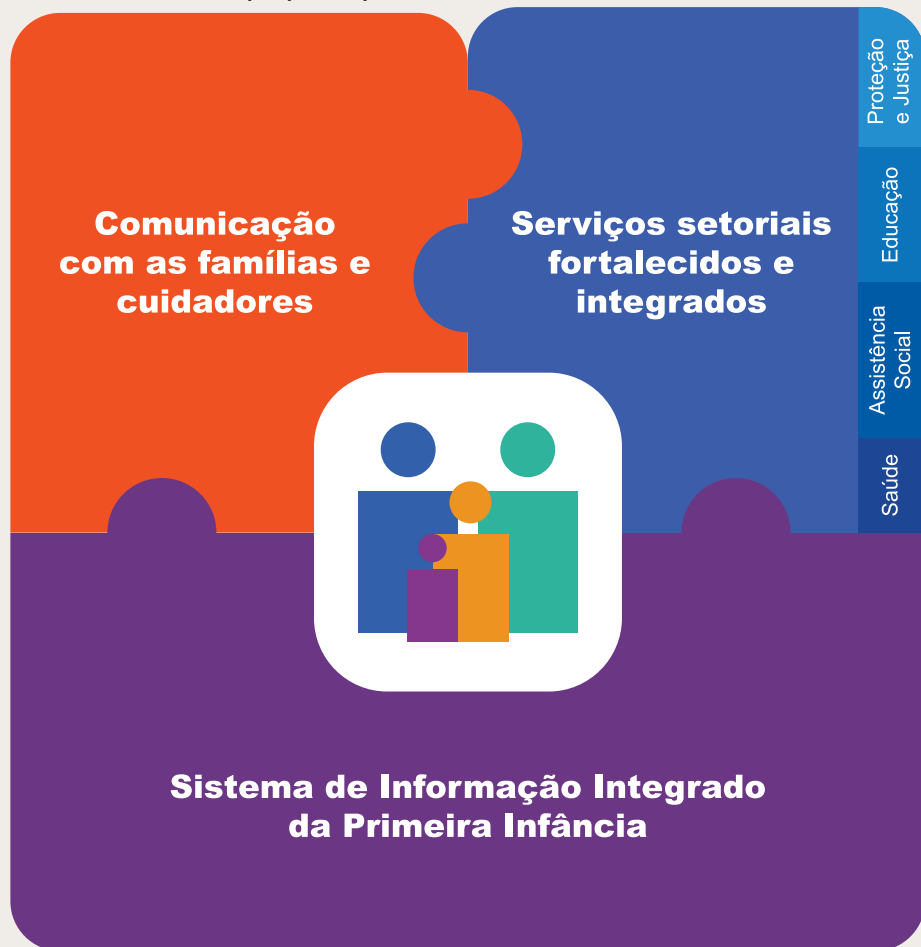 Comunicação
com as famílias e
cuidadores
Serviços setoriais
fortalecidos e
integrados
Proteção
e Justiça
Educação
Assistência
Social
Saúde
Sistema de Informação Integrado
da Primeira Infância